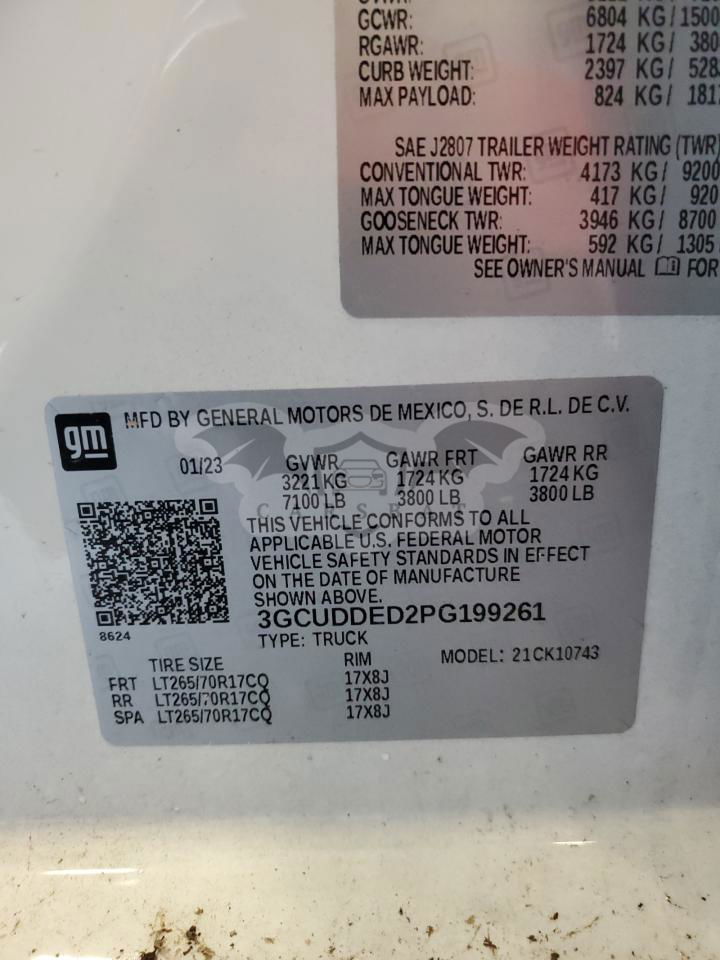 GCWR: 6804 KG/1500
RGAWR: 1724 KG/ 380
CURB WEIGHT: 2397 KG/ 528
MAX PAYLOAD: 824 KG/ 181
SAE J2807 TRAILER WEIGHT RATING (TWR)
CONVENTIONAL TWR: 4173 KG/ 9200
MAX TONGUE WEIGHT: 417 KG/ 920
GOOSENECK TWR: 3946 KG/ 8700
MAX TONGUE WEIGHT: 592 KG/ 1305
SEE OWNER'S MANUAL FOR
gm
MFD BY GENERAL MOTORS DE MEXICO, S. DE R.L. DE C.V.
01/23 GVWR GAWR FRT GAWR RR
3221 KG 1724 KG 1724 KG
7100 LB 3800 LB 3800 LB
CARSBAT
THIS VEHICLE CONFORMS TO ALL
APPLICABLE U.S. FEDERAL MOTOR
VEHICLE SAFETY STANDARDS IN EFFECT
ON THE DATE OF MANUFACTURE
SHOWN ABOVE.
3GCUDDED2PG199261
8624
TYPE: TRUCK
TIRE SIZE RIM MODEL: 21CK10743
FRT LT265/70R17CQ 17X8J
RR LT265/70R17CQ 17X8J
SPA LT265/70R17CQ 17X8J